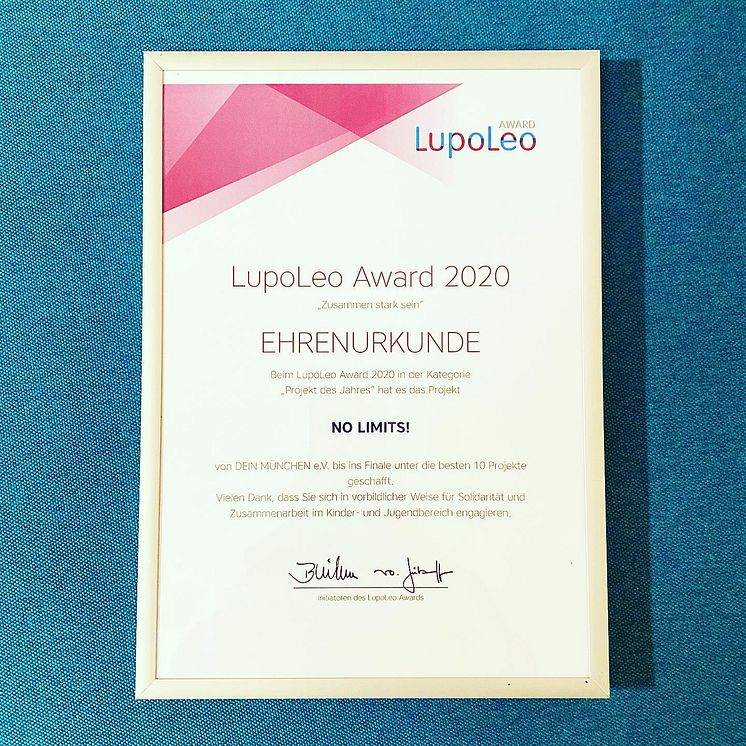 AWARD
LupoLeo
LupoLeo Award 2020
„Zusammen stark sein"
EHRENURKUNDE
Beim LupoLeo Award 2020 in der Kategorie
„Projekt des Jahres" hat es das Projekt
NO LIMITS!
von DEIN MÜNCHEN e.V. bis ins Finale unter die besten 10 Projekte
geschafft.
Vielen Dank, dass Sie sich in vorbildlicher Weise für Solidarität und
Zusammenarbeit im Kinder- und Jugendbereich engagieren.
Initiatoren des LupoLeo Awards